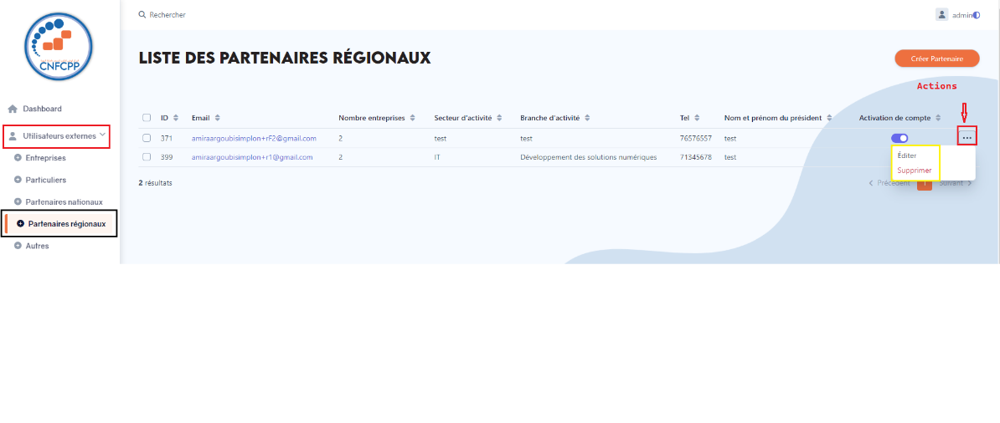 CNFCPP
Rechercher
admin
LISTE DES PARTENAIRES RÉGIONAUX
Créer Partenaire
Actions
Dashboard
Utilisateurs externes
Entreprises
Particuliers
Partenaires nationaux
Partenaires régionaux
Autres
ID Email Nombre entreprises Secteur d'activité Branche d'activité Tel Nom et prénom du président Activation de compte
371 amiraargoubisimplon+rF2@gmail.com 2 test test 76576557 test ...
399 amiraargoubisimplon+r1@gmail.com 2 IT Développement des solutions numériques 71345678 test
Éditer
Supprimer
2 résultats
Précédent 1 Suivant